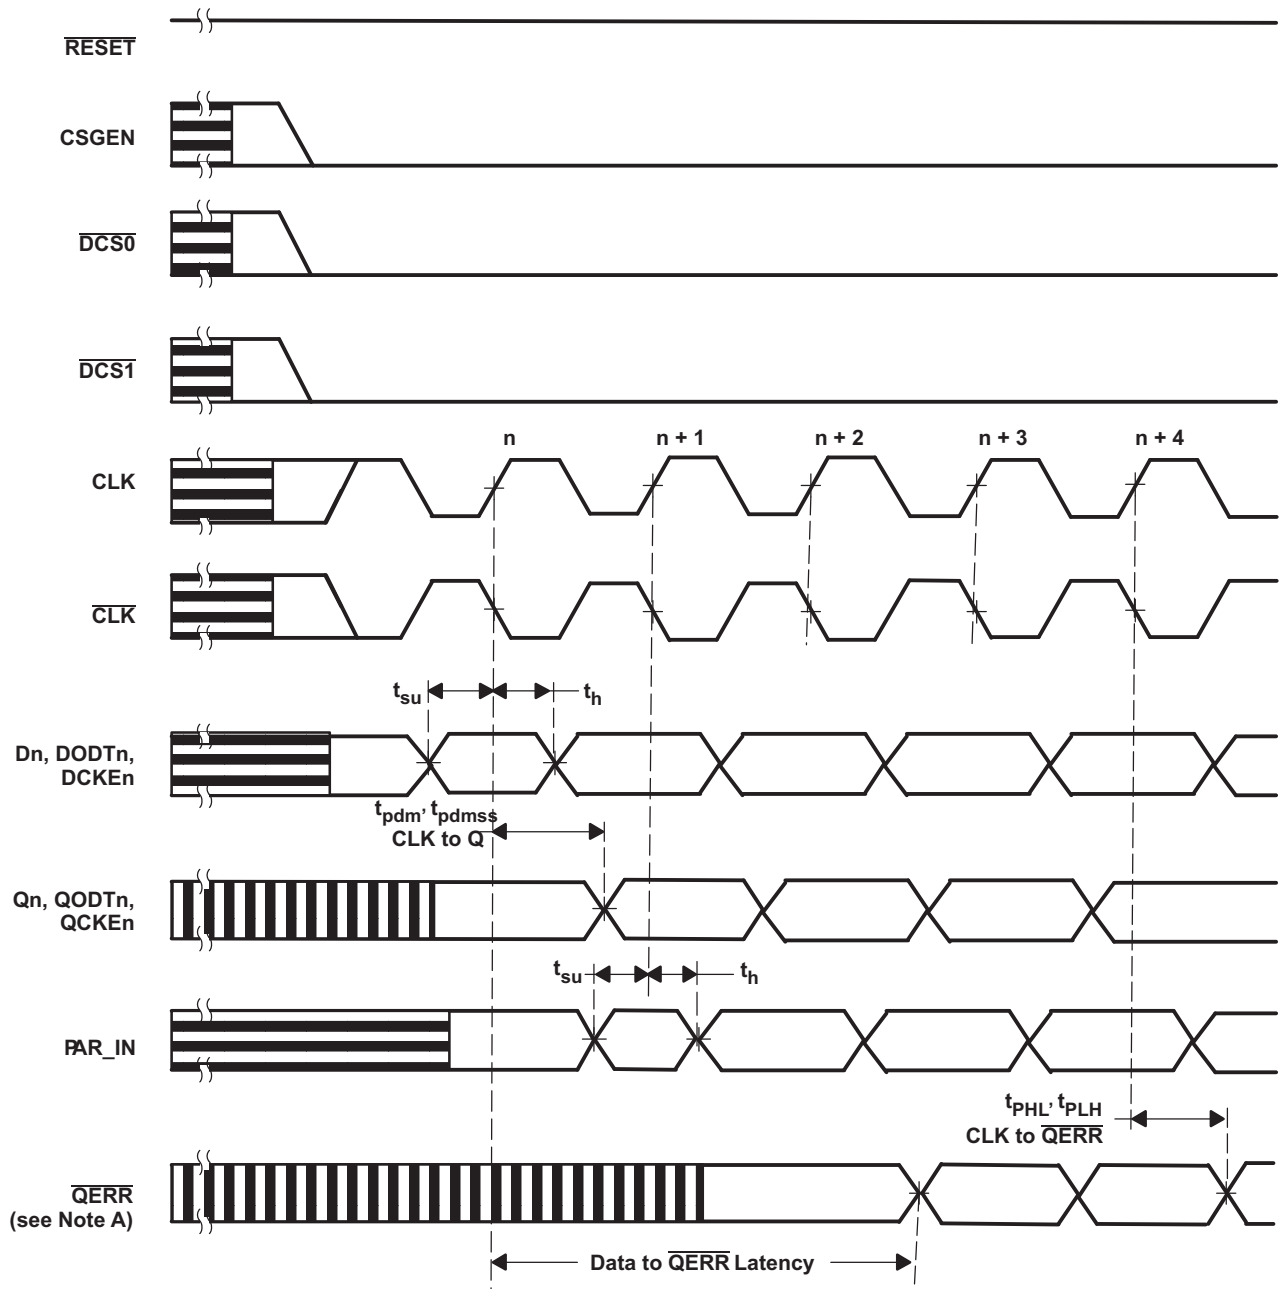 RESET
CSGEN
DCS0
DCS1
n n + 1 n + 2 n + 3 n + 4
CLK
CLK
tsu th
Dn, DODTn,
DCKEn
tpdm, tpdmss
CLK to Q
Qn, QODTn,
QCKEn
tsu th
PAR_IN
tPHL, tPLH
CLK to QERR
QERR
(see Note A)
Data to QERR Latency